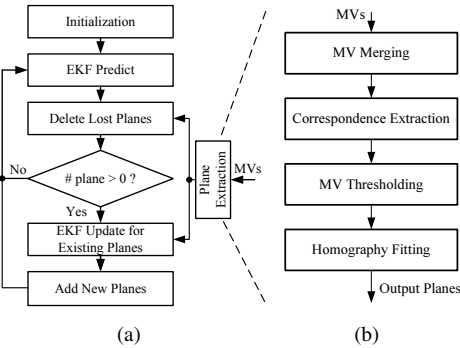 Initialization
EKF Predict
Delete Lost Planes
No
# plane > 0 ?
Yes
EKF Update for
Existing Planes
Add New Planes
Plane
Extraction
MVs
(a)
MVs
MV Merging
Correspondence Extraction
MV Thresholding
Homography Fitting
Output Planes
(b)